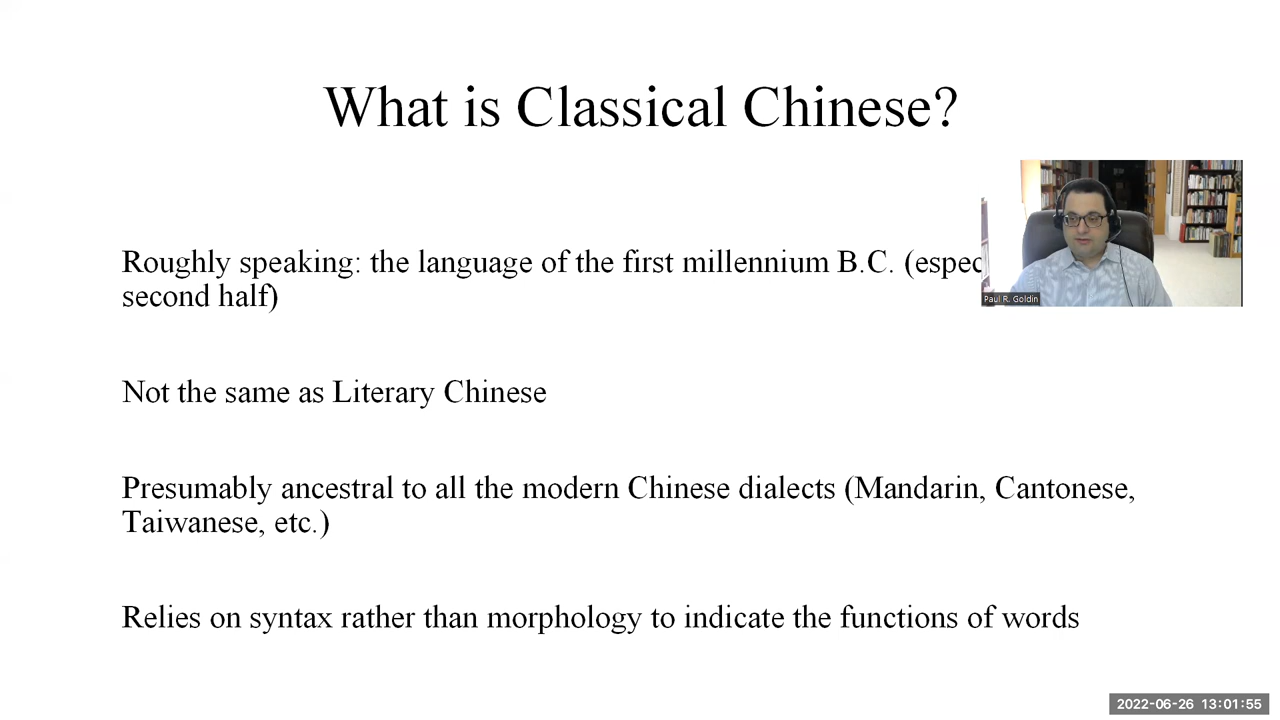 What is Classical Chinese?
Roughly speaking: the language of the first millennium B.C. (espec
second half)
Paul R. Goldin
Not the same as Literary Chinese
Presumably ancestral to all the modern Chinese dialects (Mandarin, Cantonese,
Taiwanese, etc.)
Relies on syntax rather than morphology to indicate the functions of words
2022-06-26 13:01:55